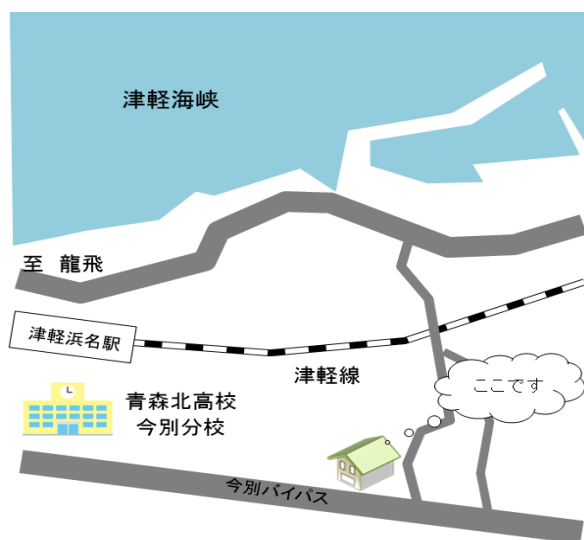 津軽海峡
至 龍飛
津軽浜名駅
津軽線
ここです
青森北高校
今別分校
今別バイパス